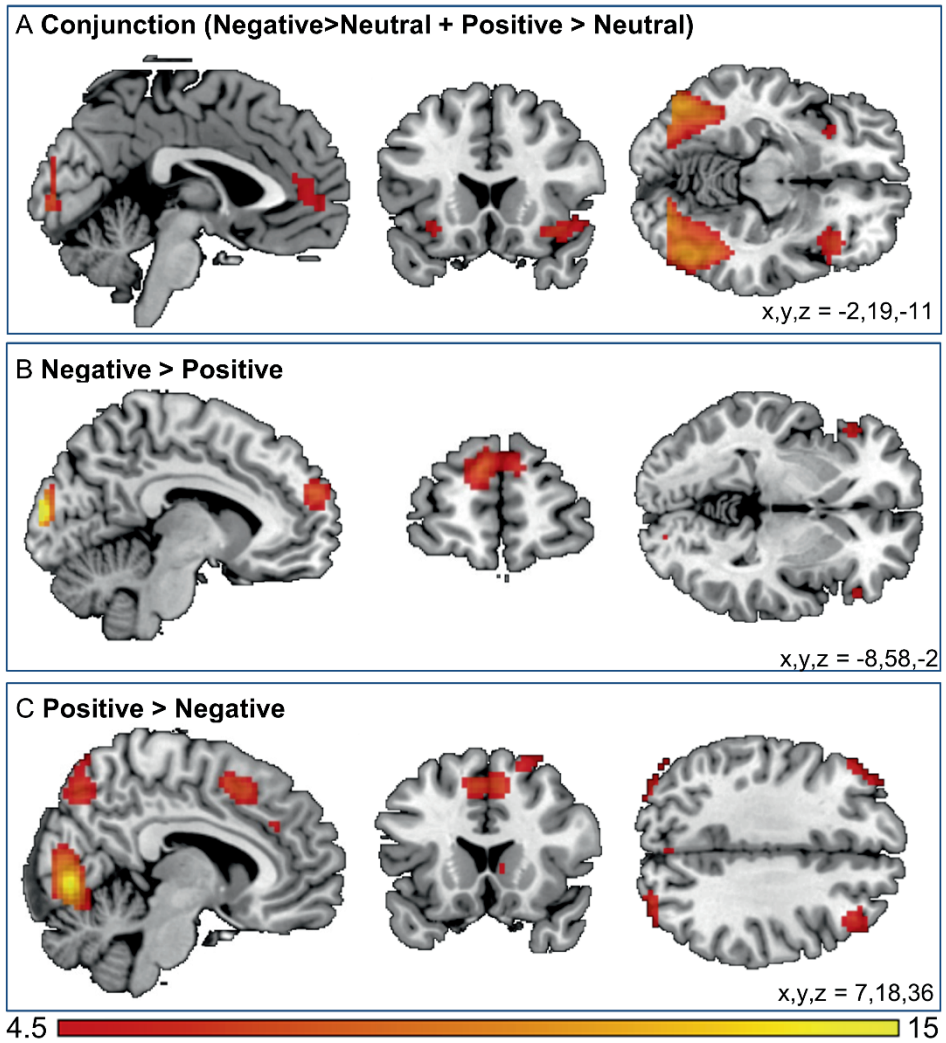 A Conjunction (Negative>Neutral + Positive > Neutral)
x,y,z = -2,19,-11
B Negative > Positive
x,y,z = -8,58,-2
C Positive > Negative
x,y,z = 7,18,36
4.5 15